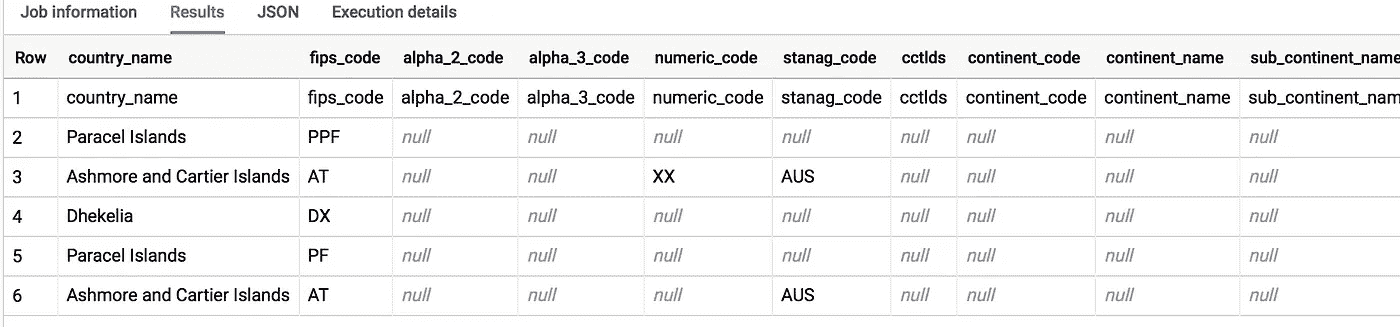 Job information Results JSON Execution details
Row country_name fips_code alpha_2_code alpha_3_code numeric_code stanag_code cctlds continent_code continent_name sub_continent_name
1 country_name fips_code alpha_2_code alpha_3_code numeric_code stanag_code cctlds continent_code continent_name sub_continent_nam
2 Paracel Islands PPF null null null null null null null null
3 Ashmore and Cartier Islands AT null null XX AUS null null null null
4 Dhekelia DX null null null null null null null null
5 Paracel Islands PF null null null null null null null null
6 Ashmore and Cartier Islands AT null null null AUS null null null null